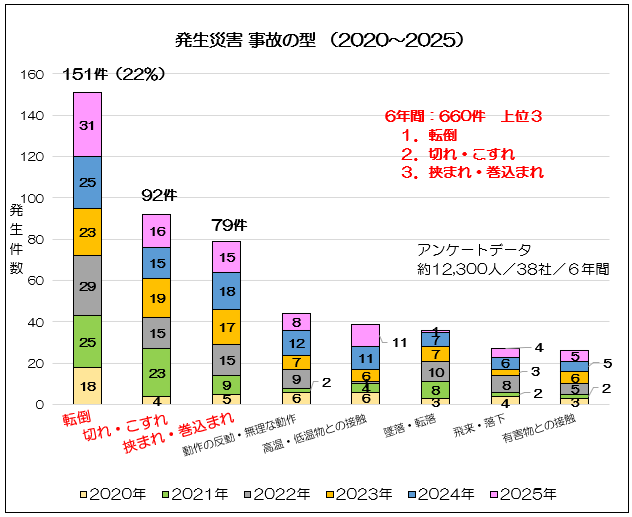 発生災害 事故の型 (2020～2025)
160
151件 (22%)
140
6年間：660件 上位3
1．転倒
2．切れ・こすれ
3．挟まれ・巻込まれ
120
100
92件
79件
80
発生件数
アンケートデータ
約12,300人／38社／6年間
60
40
20
0
31
25
23
29
25
18
16
15
19
15
23
4
15
18
17
15
9
5
8
12
7
9
2
6
11
11
6
1
4
6
1
7
7
10
8
3
4
6
3
8
2
4
5
5
6
5
2
3
転倒
切れ・こすれ
挟まれ・巻込まれ
動作の反動・無理な動作
高温・低温物との接触
墜落・転落
飛来・落下
有害物との接触
2020年 2021年 2022年 2023年 2024年 2025年